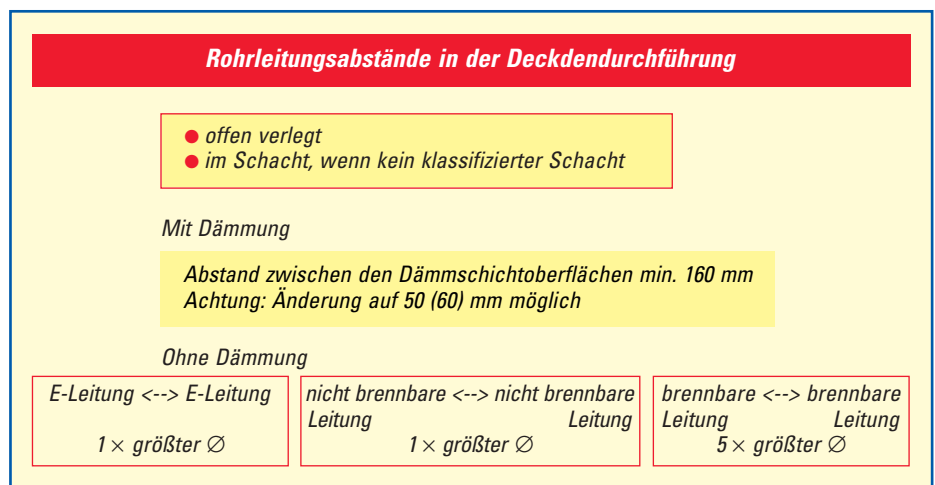 Rohrleitungsabstände in der Deckdendurchführung
● offen verlegt
● im Schacht, wenn kein klassifizierter Schacht
Mit Dämmung
Abstand zwischen den Dämmschichtoberflächen min. 160 mm
Achtung: Änderung auf 50 (60) mm möglich
Ohne Dämmung
E-Leitung <--> E-Leitung
1 × größter ∅
nicht brennbare <--> nicht brennbare
Leitung Leitung
1 × größter ∅
brennbare <--> brennbare
Leitung Leitung
5 × größter ∅